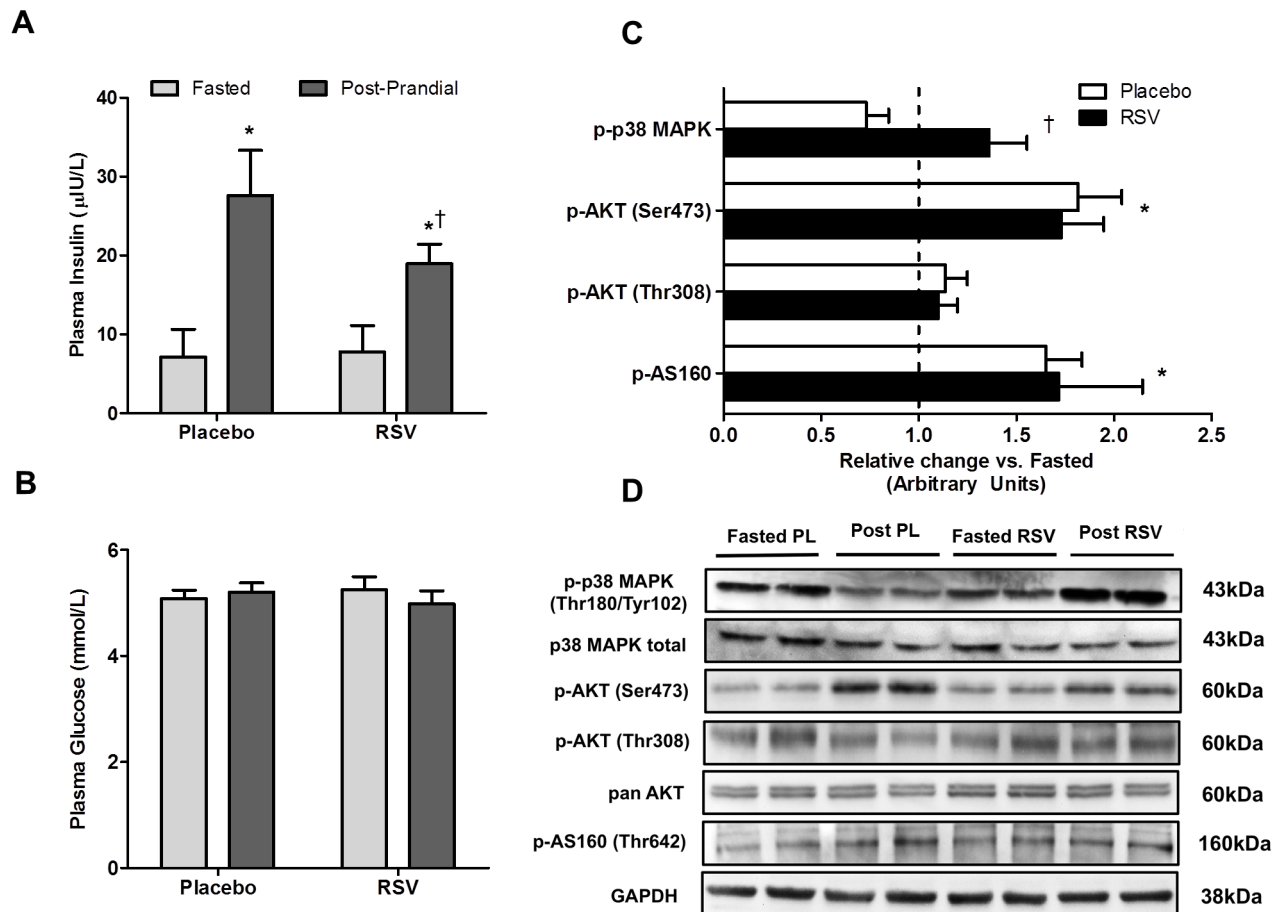 A
Fasted
Post-Prandial
40
30
20
10
0
Plasma Insulin ( µIU/L)
*
*†
Placebo
RSV
B
6
4
2
0
Plasma Glucose (mmol/L)
Placebo
RSV
C
Placebo
RSV
p-p38 MAPK
†
p-AKT (Ser473)
*
p-AKT (Thr308)
p-AS160
*
0.0
0.5
1.0
1.5
2.0
2.5
Relative change vs. Fasted
(Arbitrary Units)
D
Fasted PL
Post PL
Fasted RSV
Post RSV
p-p38 MAPK
(Thr180/Tyr102)
43kDa
p38 MAPK total
43kDa
p-AKT (Ser473)
60kDa
p-AKT (Thr308)
60kDa
pan AKT
60kDa
p-AS160 (Thr642)
160kDa
GAPDH
38kDa